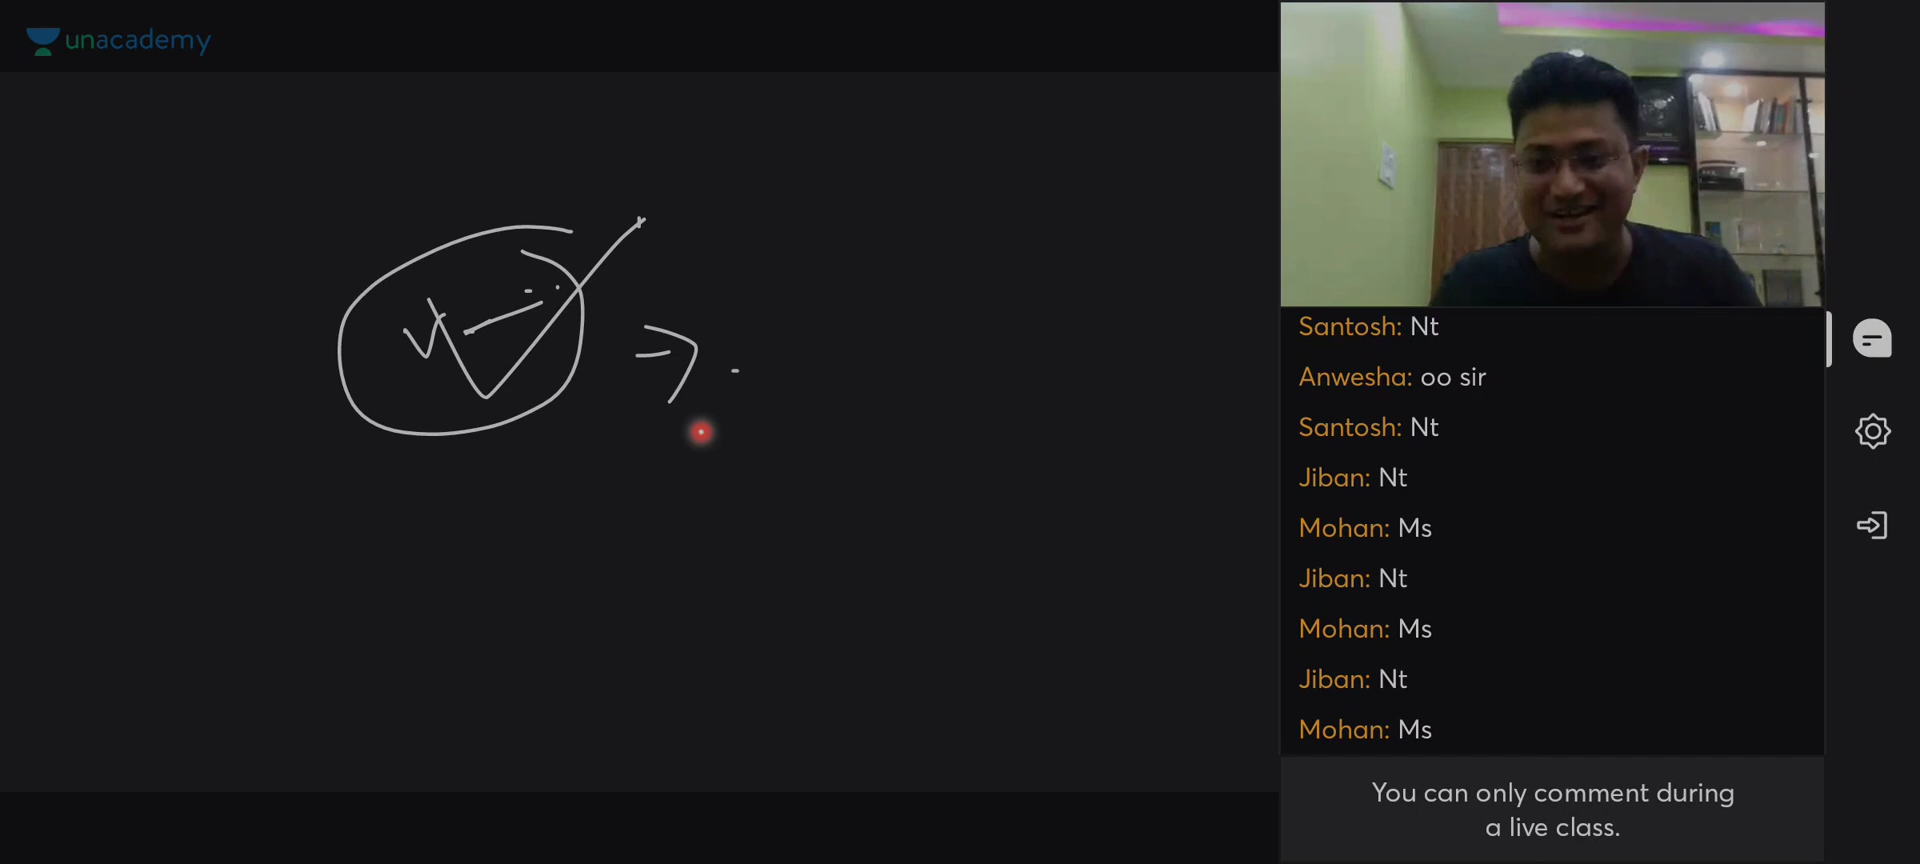 unacademy
Santosh: Nt
Anwesha: oo sir
Santosh: Nt
Jiban: Nt
Mohan: Ms
Jiban: Nt
Mohan: Ms
Jiban: Nt
Mohan: Ms
You can only comment during
a live class.